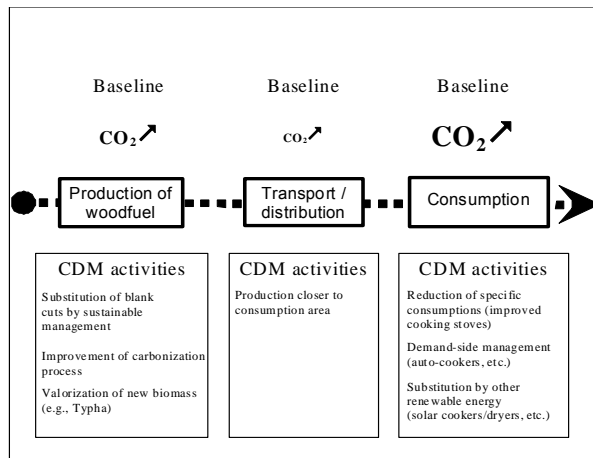 Baseline
Baseline
Baseline
CO₂↗
CO₂↗
CO₂↗
Production of
woodfuel
Transport /
distribution
Consumption
CDM activities
Substitution of blank
cuts by sustainable
management
Improvement of carbonization
process
Valorization of new biomass
(e.g., Typha)
CDM activities
Production closer to
consumption area
CDM activities
Reduction of specific
consumptions (improved
cooking stoves)
Demand-side management
(auto-cookers, etc.)
Substitution by other
renewable energy
(solar cookers/dryers, etc.)